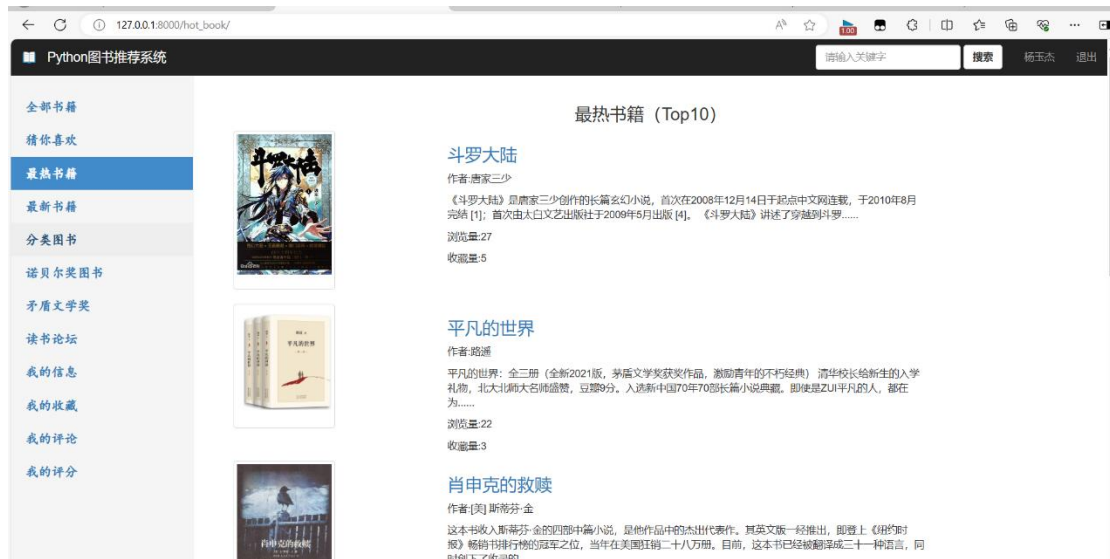 127.0.0.1:8000/hot_book/
1.00
Python图书推荐系统
请输入关键字
搜索
杨玉杰
退出
全部书籍
猜你喜欢
最热书籍
最新书籍
分类图书
诺贝尔奖图书
矛盾文学奖
读书论坛
我的信息
我的收藏
我的评论
我的评分
最热书籍（Top10）
斗罗大陆
斗罗大陆
作者:唐家三少
《斗罗大陆》是唐家三少创作的长篇玄幻小说，首次在2008年12月14日于起点中文网连载，于2010年8月
完结 [1]；首次由太白文艺出版社于2009年5月出版 [4]。 《斗罗大陆》讲述了穿越到斗罗......
浏览量:27
收藏量:5
平凡的世界
平凡的世界
作者:路遥
平凡的世界：全三册（全新2021版，茅盾文学奖获奖作品，激励青年的不朽经典） 清华校长给新生的入学
礼物，北大北师大名师盛赞，豆瓣9分。入选新中国70年70部长篇小说典藏。即使是ZUI平凡的人，都在
为......
浏览量:22
收藏量:3
肖申克的救赎
肖申克的救赎
作者:[美] 斯蒂芬·金
这本书收入斯蒂芬·金的四部中篇小说，是他作品中的杰出代表作。其英文版一经推出，即登上《纽约时
报》畅销书排行榜的冠军之位，当年在美国狂销二十八万册。目前，这本书已经被翻译成三十一种语言，同